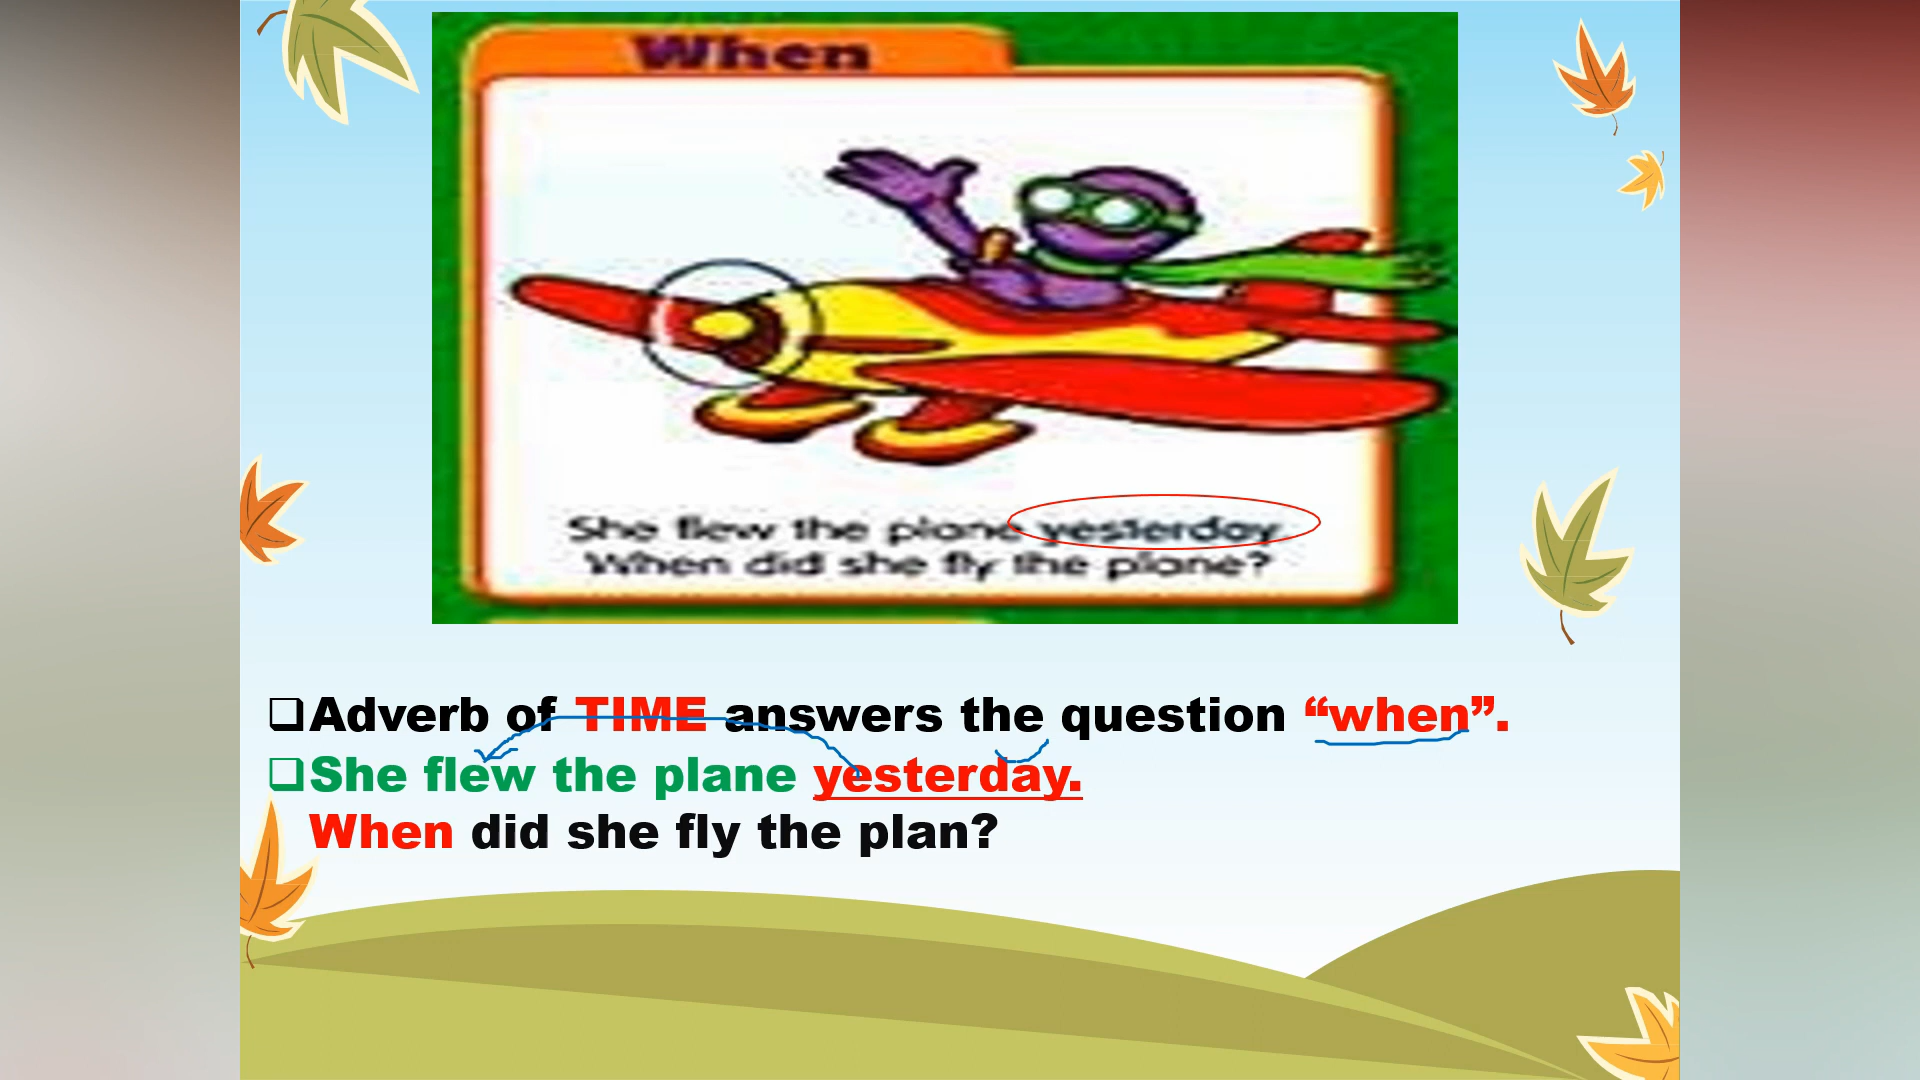 When
She flew the plane yesterday.
When did she fly the plane?
❑Adverb of TIME answers the question “when”.
❑She flew the plane yesterday.
When did she fly the plan?